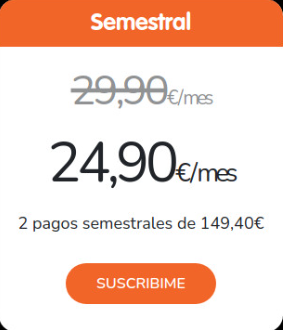 Semestral
29,90€/mes
24,90€/mes
2 pagos semestrales de 149,40€
SUSCRIBIME